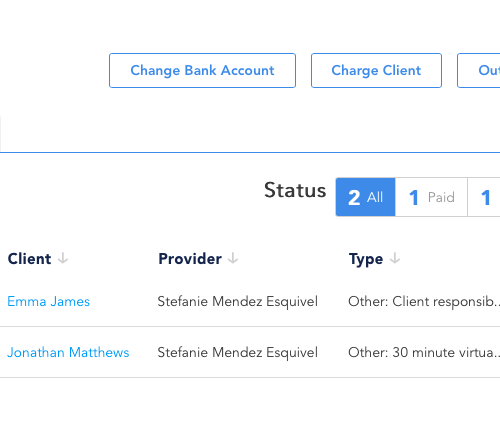 Change Bank Account Charge Client
Status 2 All 1 Paid 1
Client Provider Type
Emma James Stefanie Mendez Esquivel Other: Client responsib...
Jonathan Matthews Stefanie Mendez Esquivel Other: 30 minute virtua...